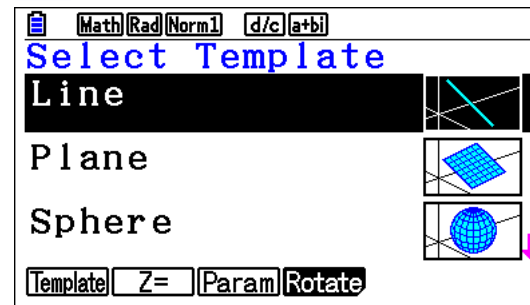 Math Rad Norm1 d/c a+bi
Select Template
Line
Plane
Sphere
Template Z= Param Rotate